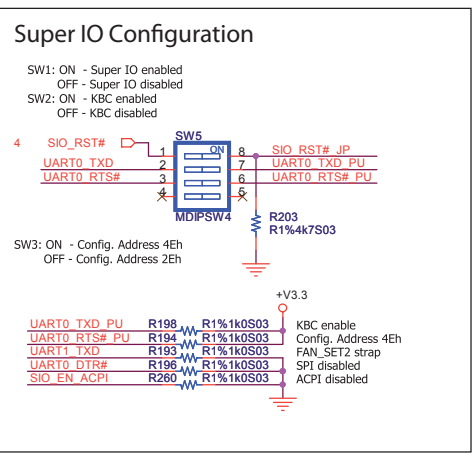 Super IO Configuration
SW1: ON - Super IO enabled
OFF - Super IO disabled
SW2: ON - KBC enabled
OFF - KBC disabled
4 SIO_RST#
SW5
ON
1 8 SIO_RST#_JP
UART0_TXD 2 7 UART0_TXD_PU
UART0_RTS# 3 6 UART0_RTS#_PU
4 5
MDIPSW4
R203
R1%4k7S03
SW3: ON - Config. Address 4Eh
OFF - Config. Address 2Eh
+V3.3
UART0_TXD_PU R198 R1%1k0S03 KBC enable
UART0_RTS#_PU R194 R1%1k0S03 Config. Address 4Eh
UART1_TXD R193 R1%1k0S03 FAN_SET2 strap
UART0_DTR# R196 R1%1k0S03 SPI disabled
SIO_EN_ACPI R260 R1%1k0S03 ACPI disabled